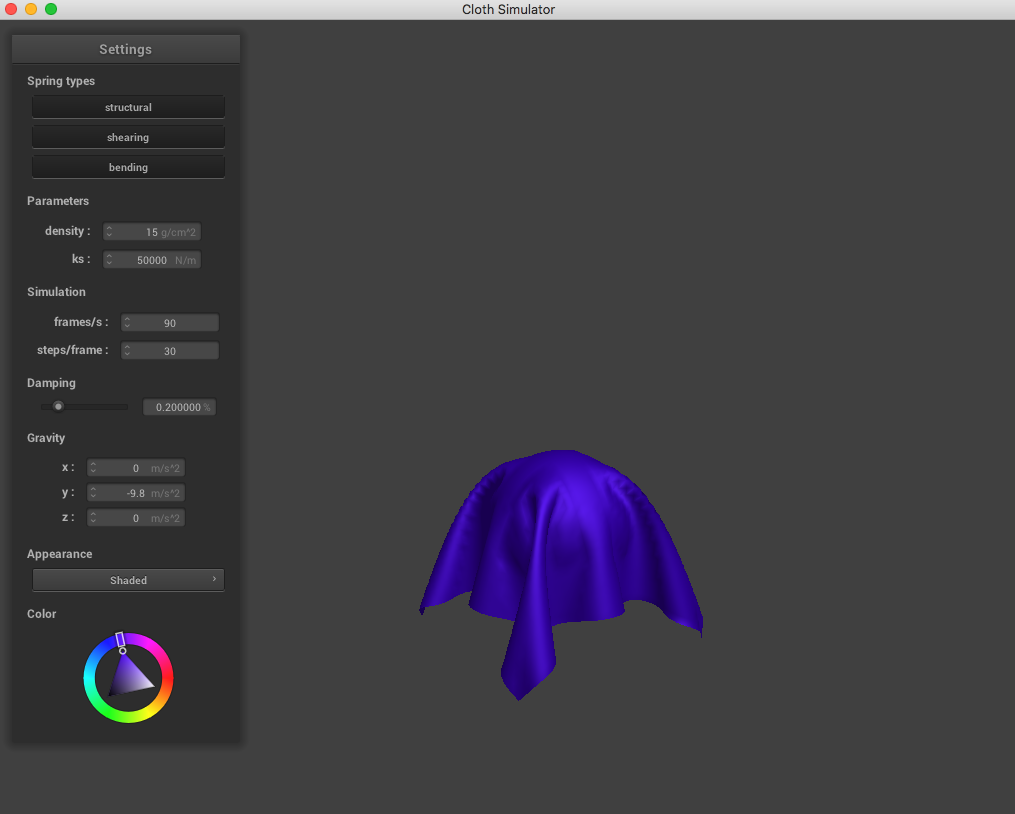 Cloth Simulator
Settings
Spring types
structural
shearing
bending
Parameters
density : 15 g/cm^2
ks : 50000 N/m
Simulation
frames/s : 90
steps/frame : 30
Damping
0.200000 %
Gravity
x : 0 m/s^2
y : -9.8 m/s^2
z : 0 m/s^2
Appearance
Shaded
Color